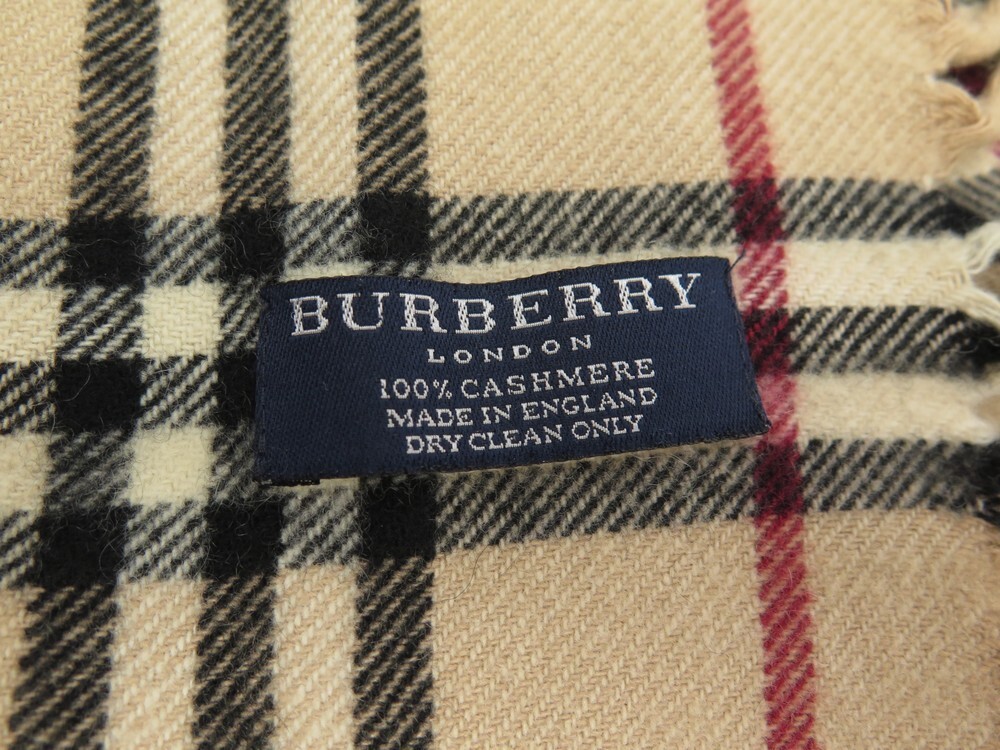 BURBERRY
LONDON
100% CASHMERE
MADE IN ENGLAND
DRY CLEAN ONLY